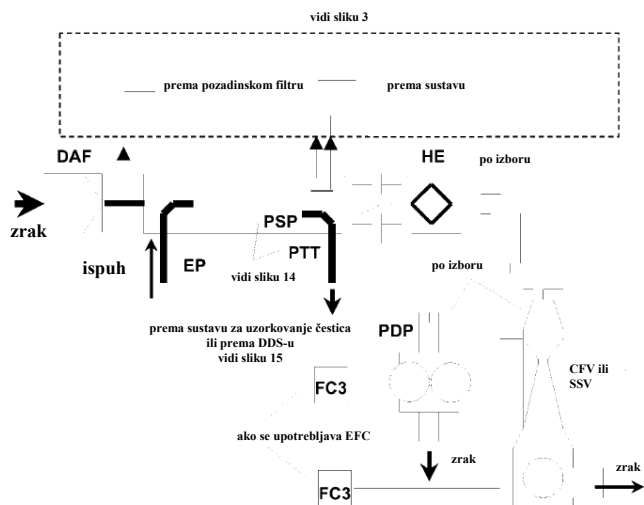 vidi sliku 3
prema pozadinskom filtru
prema sustavu
DAF
HE
po izboru
zrak
PSP
PTT
ispuh
EP
vidi sliku 14
po izboru
prema sustavu za uzorkovanje čestica
ili prema DDS-u
vidi sliku 15
PDP
CFV ili
SSV
FC3
ako se upotrebljava EFC
zrak
zrak
FC3